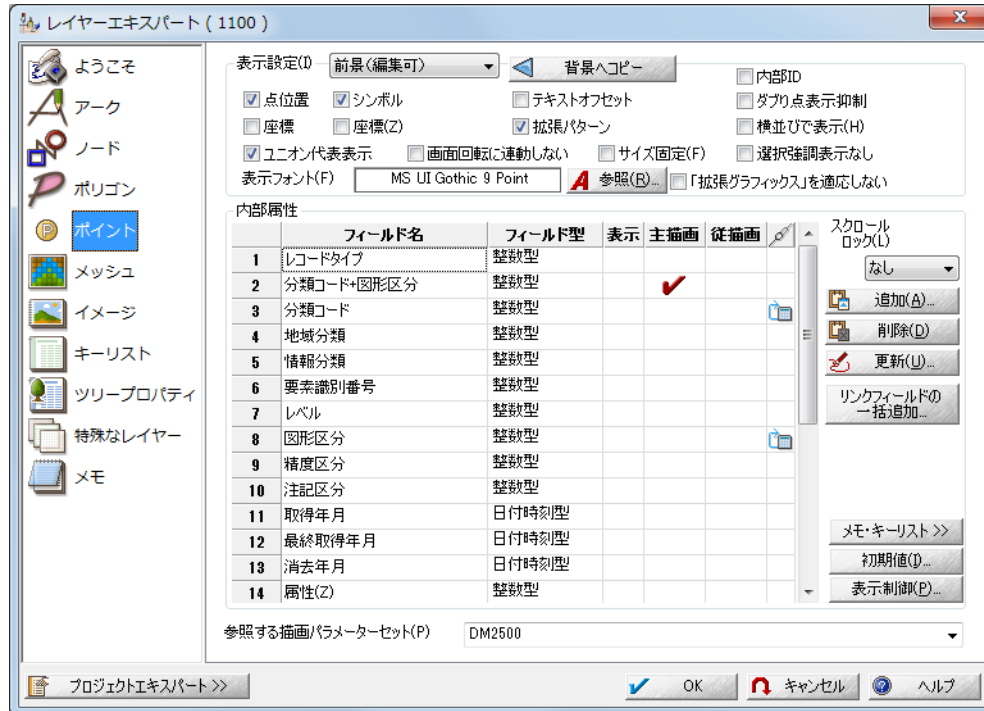 レイヤーエキスパート ( 1100 )
ようこそ
アーク
ノード
ポリゴン
ポイント
メッシュ
イメージ
キーリスト
ツリープロパティ
特殊なレイヤー
メモ
表示設定(I) 前景(編集可) 背景へコピー
内部ID
点位置 シンボル テキストオフセット ダブり点表示抑制
座標 座標(Z) 拡張パターン 横並びで表示(H)
ユニオン代表表示 画面回転に連動しない サイズ固定(F) 選択強調表示なし
表示フォント(F) MS UI Gothic 9 Point 参照(R)... 「拡張グラフィックス」を適応しない
内部属性
フィールド名 フィールド型 表示 主描画 従描画
1 レコードタイプ 整数型
2 分類コード+図形区分 整数型
3 分類コード 整数型
4 地域分類 整数型
5 情報分類 整数型
6 要素識別番号 整数型
7 レベル 整数型
8 図形区分 整数型
9 精度区分 整数型
10 注記区分 整数型
11 取得年月 日付時刻型
12 最終取得年月 日付時刻型
13 消去年月 日付時刻型
14 属性(Z) 整数型
スクロール
ロック(L)
なし
追加(A)...
削除(D)
更新(U)...
リンクフィールドの
一括追加...
メモ・キーリスト >>
初期値(I)...
表示制御(P)...
参照する描画パラメーターセット(P) DM2500
プロジェクトエキスパート >> OK キャンセル ヘルプ